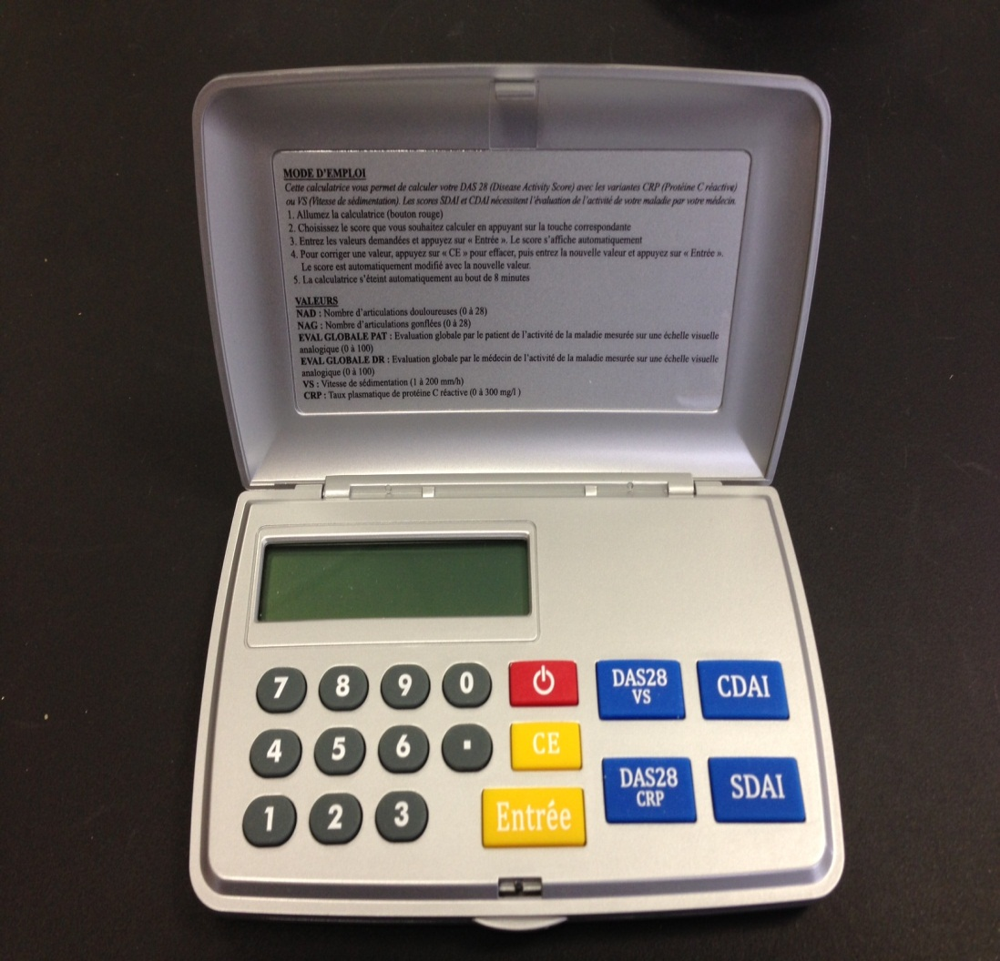 MODE D'EMPLOI
Cette calculatrice vous permet de calculer votre DAS 28 (Disease Activity Score) avec les variantes CRP (Protéine C réactive)
ou VS (Vitesse de sédimentation). Les scores SDAI et CDAI nécessitent l'évaluation de l'activité de votre maladie par votre médecin.
1. Allumez la calculatrice (bouton rouge)
2. Choisissez le score que vous souhaitez calculer en appuyant sur la touche correspondante
3. Entrez les valeurs demandées et appuyez sur « Entrée ». Le score s'affiche automatiquement
4. Pour corriger une valeur, appuyez sur « CE » pour effacer, puis entrez la nouvelle valeur et appuyez sur « Entrée ».
Le score est automatiquement modifié avec la nouvelle valeur.
5. La calculatrice s'éteint automatiquement au bout de 8 minutes
VALEURS
NAD : Nombre d'articulations douloureuses (0 à 28)
NAG : Nombre d'articulations gonflées (0 à 28)
EVAL GLOBALE PAT : Evaluation globale par le patient de l'activité de la maladie mesurée sur une échelle visuelle
analogique (0 à 100)
EVAL GLOBALE DR : Evaluation globale par le médecin de l'activité de la maladie mesurée sur une échelle visuelle
analogique (0 à 100)
VS : Vitesse de sédimentation (1 à 200 mm/h)
CRP : Taux plasmatique de protéine C réactive (0 à 300 mg/l )
7 8 9 0 DAS28 CDAI
VS
4 5 6 . CE
DAS28 SDAI
CRP
1 2 3 Entrée